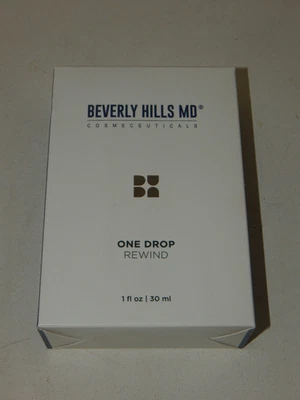 BEVERLY HILLS MD®
COSMECEUTICALS
ONE DROP
REWIND
1 fl oz | 30 ml